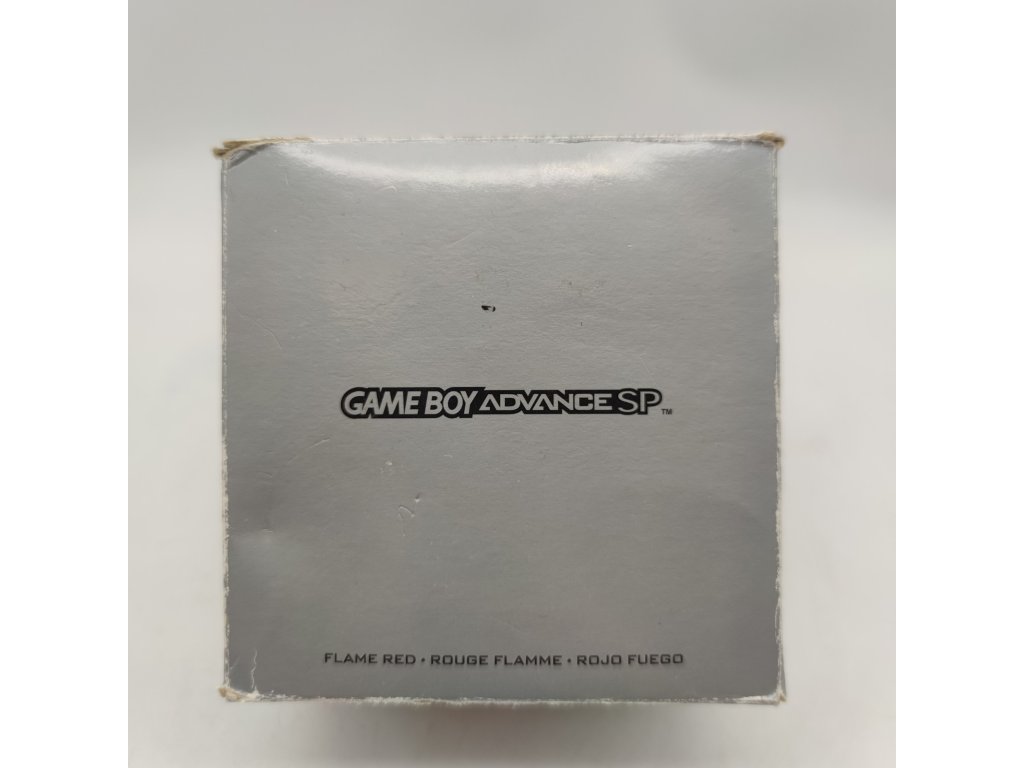 GAME BOY ADVANCE SP™
FLAME RED • ROUGE FLAMME • ROJO FUEGO